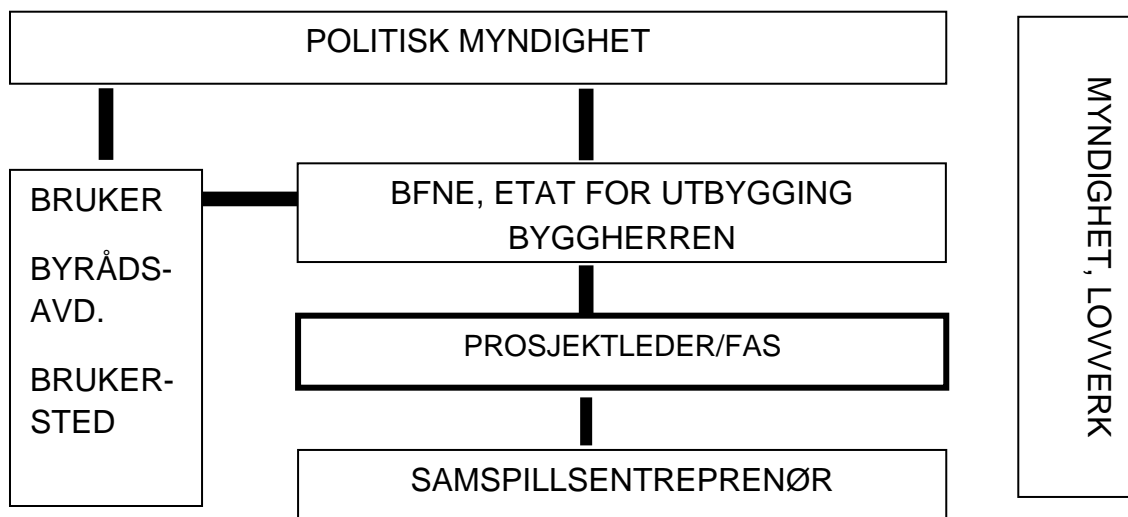 POLITISK MYNDIGHET
BRUKER
BYRÅDS-
AVD.
BRUKER-
STED
BFNE, ETAT FOR UTBYGGING
BYGGHERREN
PROSJEKTLEDER/FAS
SAMSPILLSENTREPRENØR
MYNDIGHET, LOVVERK